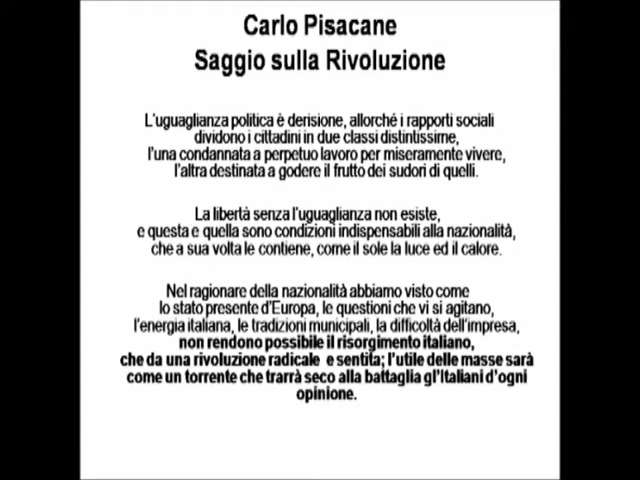 Carlo Pisacane
Saggio sulla Rivoluzione
L'uguaglianza politica è derisione, allorché i rapporti sociali
dividono i cittadini in due classi distintissime,
l'una condannata a perpetuo lavoro per miseramente vivere,
l'altra destinata a godere il frutto dei sudori di quelli.
La libertà senza l'uguaglianza non esiste,
e questa e quella sono condizioni indispensabili alla nazionalità,
che a sua volta le contiene, come il sole la luce ed il calore.
Nel ragionare della nazionalità abbiamo visto come
lo stato presente d'Europa, le questioni che vi si agitano,
l'energia italiana, le tradizioni municipali, la difficoltà dell'impresa,
non rendono possibile il risorgimento italiano,
che da una rivoluzione radicale e sentita; l'utile delle masse sarà
come un torrente che trarrà seco alla battaglia gl'Italiani d'ogni
opinione.